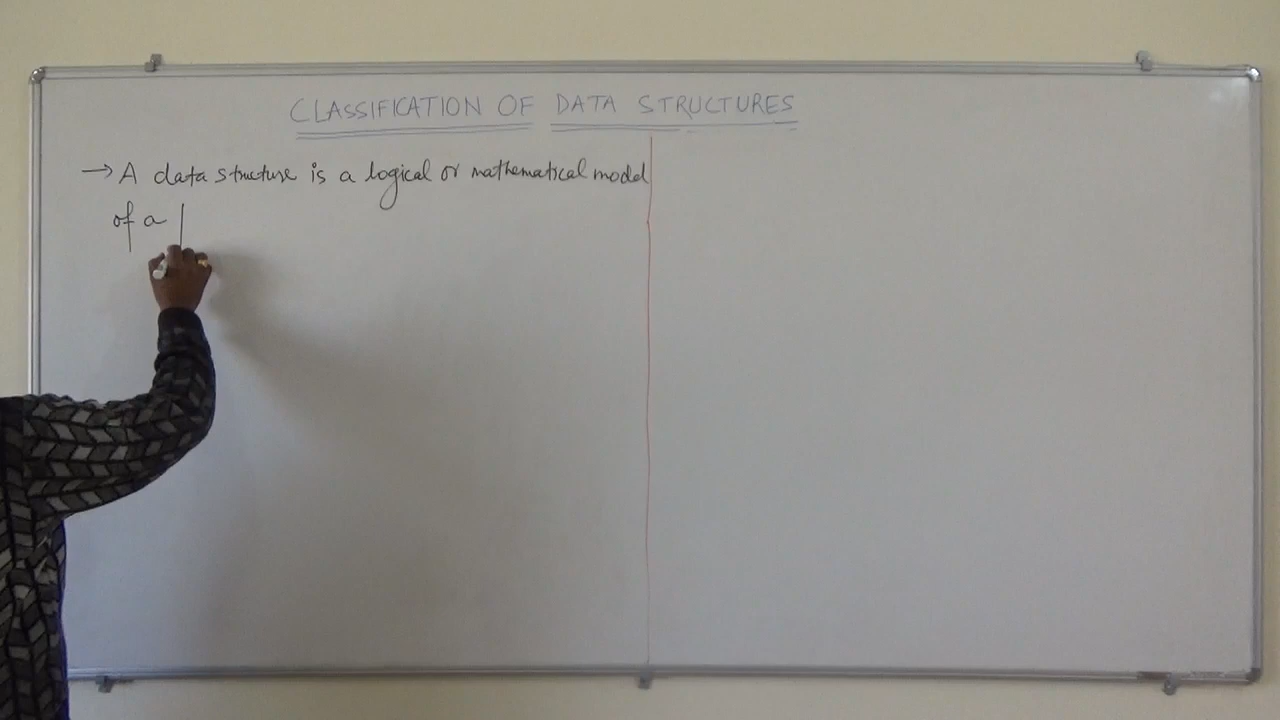 CLASSIFICATION OF DATA STRUCTURES
→ A data structure is a logical or mathematical model
of a